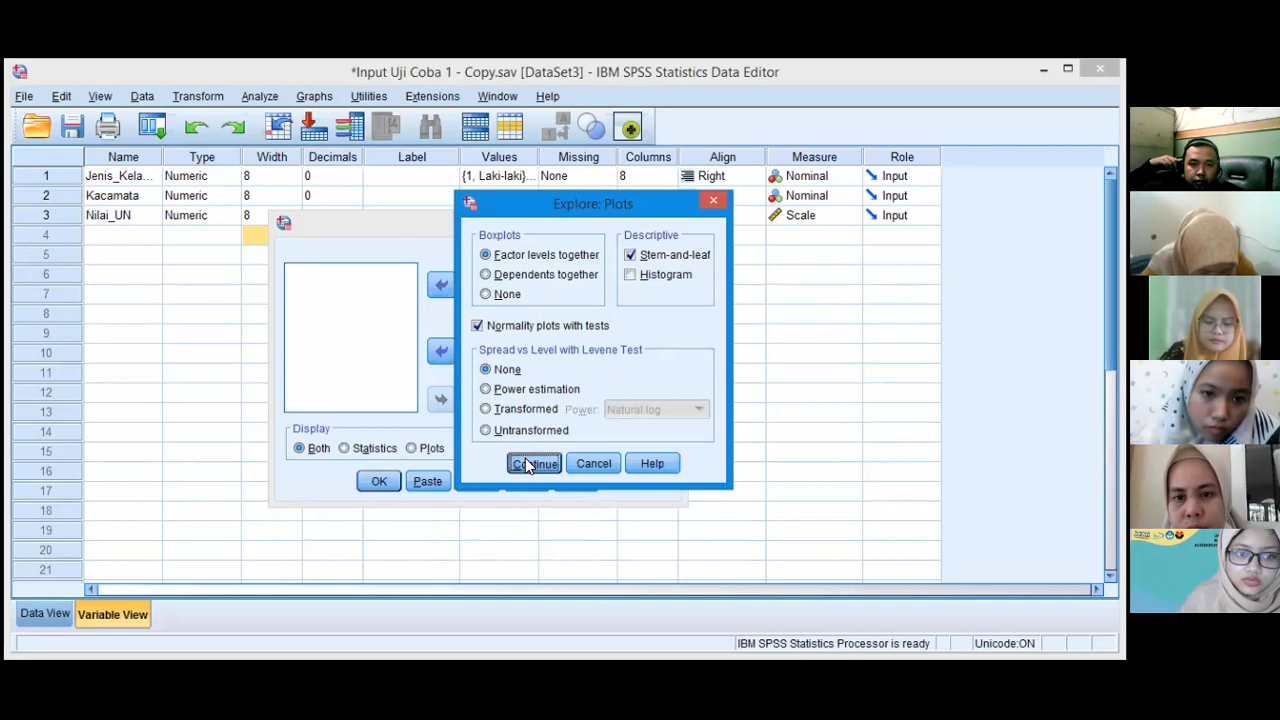 *Input Uji Coba 1 - Copy.sav [DataSet3] - IBM SPSS Statistics Data Editor
File Edit View Data Transform Analyze Graphs Utilities Extensions Window Help
Name Type Width Decimals Label Values Missing Columns Align Measure Role
1 Jenis_Kela... Numeric 8 0 {1, Laki-laki}... None 8 Right Nominal Input
2 Kacamata Numeric 8 0 Nominal Input
3 Nilai_UN Numeric 8 Scale Input
4
5
6
7
8
9
10
11
12
13
14
15
16
17
18
19
20
21
Explore: Plots
Boxplots
Factor levels together
Dependents together
None
Descriptive
Stem-and-leaf
Histogram
Normality plots with tests
Spread vs Level with Levene Test
None
Power estimation
Transformed Power: Natural log
Untransformed
Continue Cancel Help
Display
Both Statistics Plots
OK Paste
Data View Variable View
IBM SPSS Statistics Processor is ready Unicode:ON